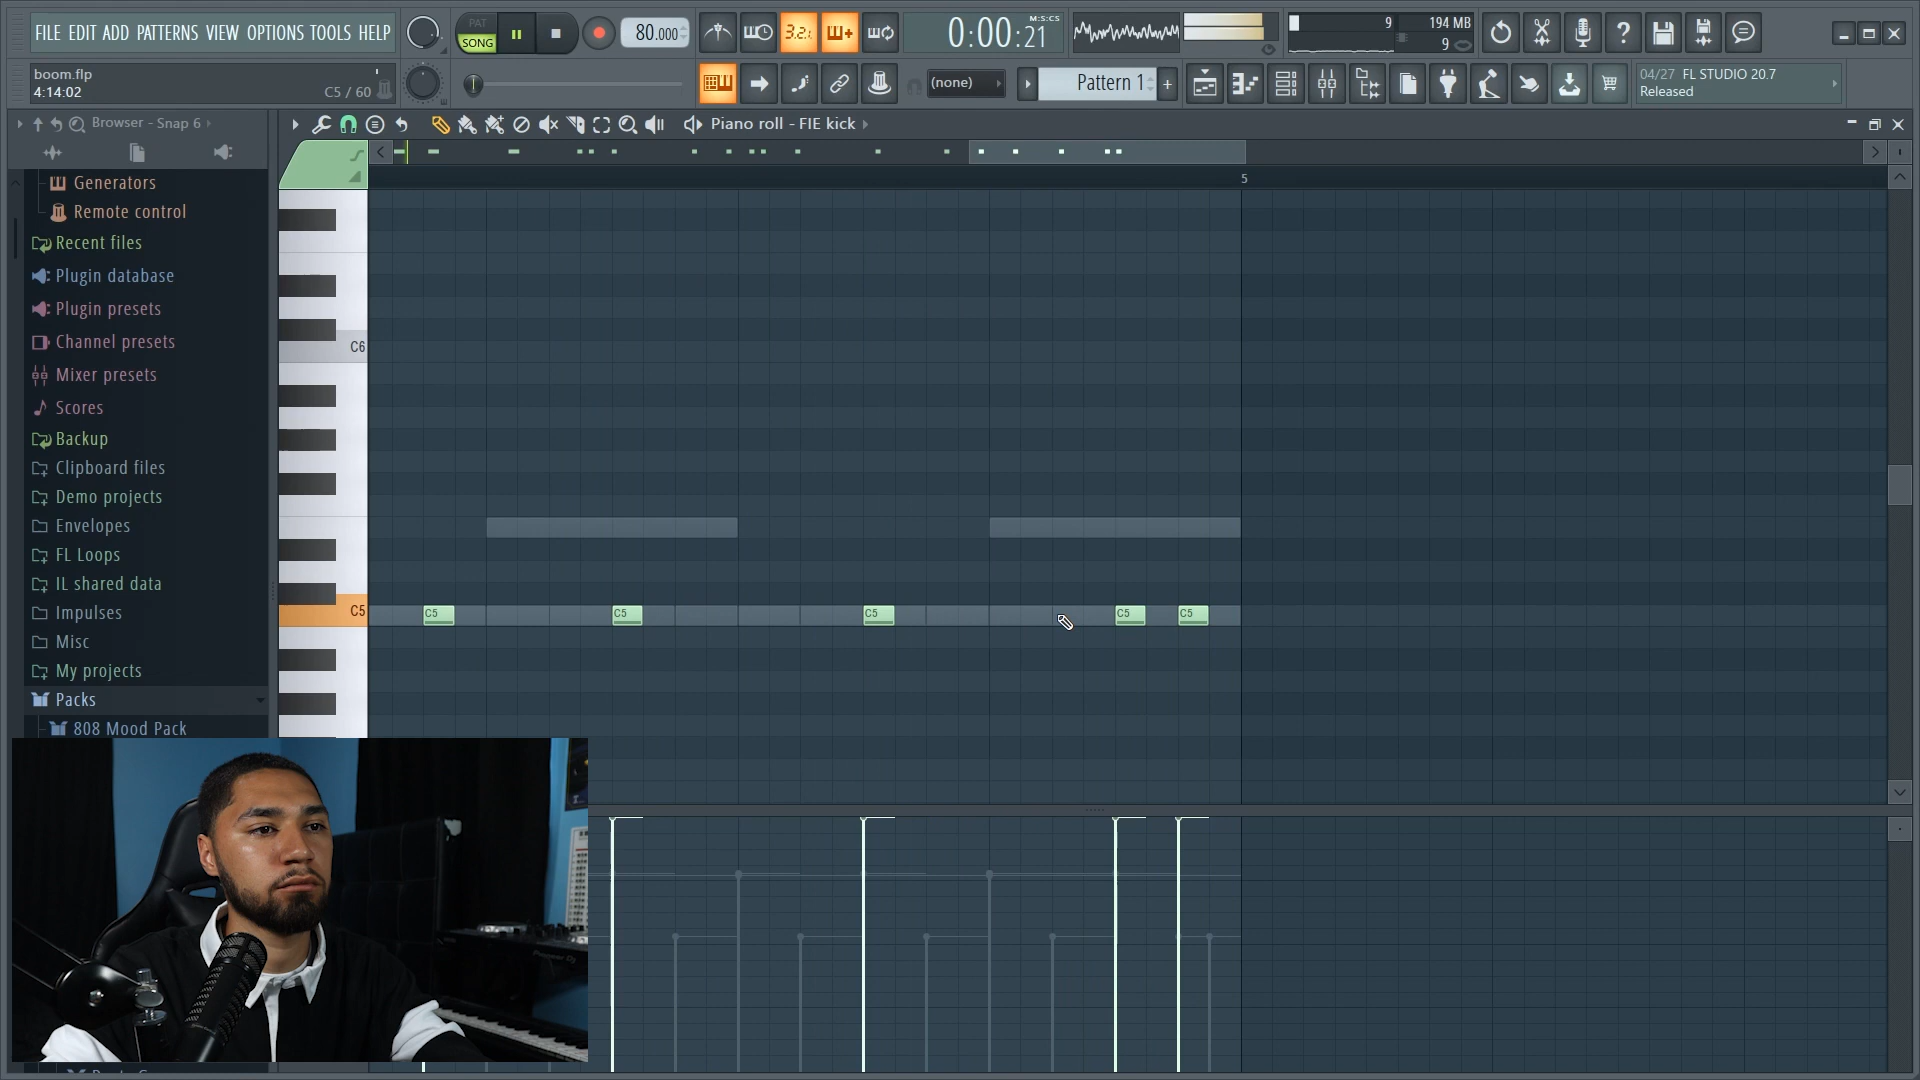 FILE EDIT ADD PATTERNS VIEW OPTIONS TOOLS HELP
PAT
SONG
80.000
3.2.
0:00:21
M:S:CS
9
194 MB
9
boom.flp
4:14:02
C5 / 60
(none)
Pattern 1
+
04/27 FL STUDIO 20.7
Released
Browser - Snap 6
Piano roll - FIE kick
5
Generators
Remote control
Recent files
Plugin database
Plugin presets
Channel presets
Mixer presets
Scores
Backup
Clipboard files
Demo projects
Envelopes
FL Loops
IL shared data
Impulses
Misc
My projects
Packs
808 Mood Pack
C6
C5
C5
C5
C5
C5
C5